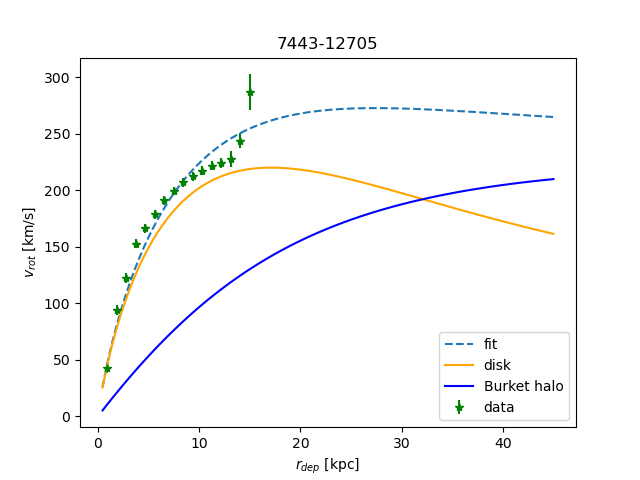 7443-12705
300
250
200
150
100
50
0
v_rot [km/s]
0 10 20 30 40
r_dep [kpc]
fit
disk
Burket halo
data